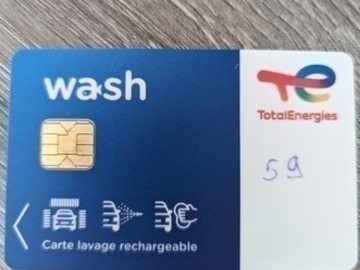 wash
TotalEnergies
59
Carte lavage rechargeable